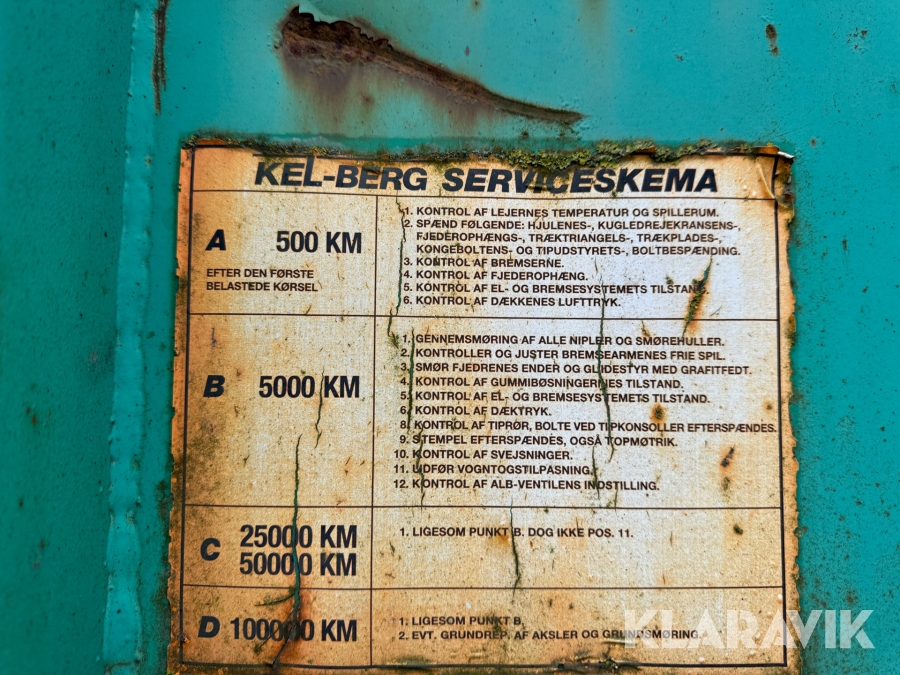 KEL-BERG SERVICESKEMA
A 500 KM
EFTER DEN FØRSTE
BELASTEDE KØRSEL
1. KONTROL AF LEJERNES TEMPERATUR OG SPILLERUM.
2. SPÆND FØLGENDE: HJULENES-, KUGLEDREJEKRANSENS-,
FJEDEROPHÆNGS-, TRÆKTRIANGELS-, TRÆKPLADES-,
KONGEBOLTENS- OG TIPUDSTYRETS-, BOLTBESPÆNDING.
3. KONTROL AF BREMSERNE.
4. KONTROL AF FJEDEROPHÆNG.
5. KONTROL AF EL- OG BREMSESYSTEMETS TILSTAND.
6. KONTROL AF DÆKKENES LUFTTRYK.
B 5000 KM
1. GENNEMSMØRING AF ALLE NIPLER OG SMØREHULLER.
2. KONTROLLER OG JUSTER BREMSEARMENES FRIE SPIL.
3. SMØR FJEDRENES ENDER OG GLIDESTYR MED GRAFITFEDT.
4. KONTROL AF GUMMIBØSNINGERNES TILSTAND.
5. KONTROL AF EL- OG BREMSESYSTEMETS TILSTAND.
6. KONTROL AF DÆKTRYK.
8. KONTROL AF TIPRØR, BOLTE VED TIPKONSOLLER EFTERSPÆNDES.
9. STEMPEL EFTERSPÆNDES, OGSÅ TOPMØTRIK.
10. KONTROL AF SVEJSNINGER.
11. UDFØR VOGNTOGSTILPASNING.
12. KONTROL AF ALB-VENTILENS INDSTILLING.
C 25000 KM
50000 KM
1. LIGESOM PUNKT B. DOG IKKE POS. 11.
D 100000 KM
1. LIGESOM PUNKT B.
2. EVT. GRUNDREP. AF AKSLER OG GRUNDSMØRING.
KLARAVIK